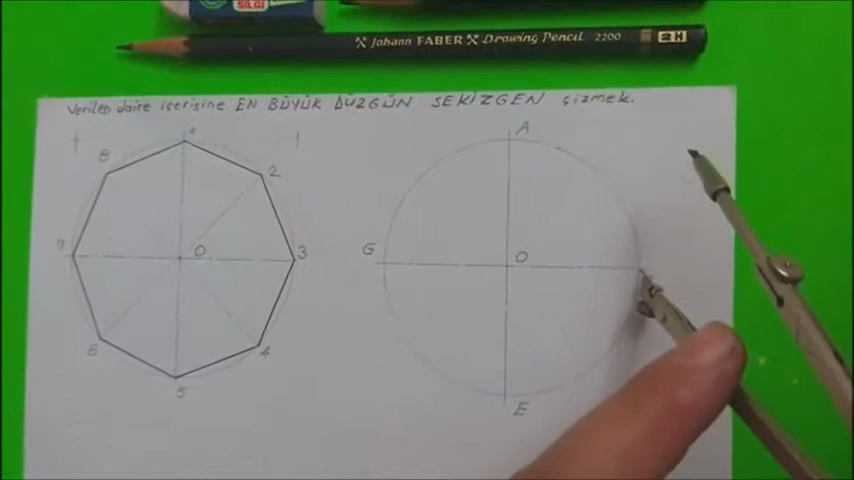 SİLGİ
Johann FABER Drawing Pencil 2200 2H
Verilen daire içerisine EN BÜYÜK DÜZGÜN SEKİZGEN çizmek.
1
8
2
7
O
3
6
4
5
A
G
O
E